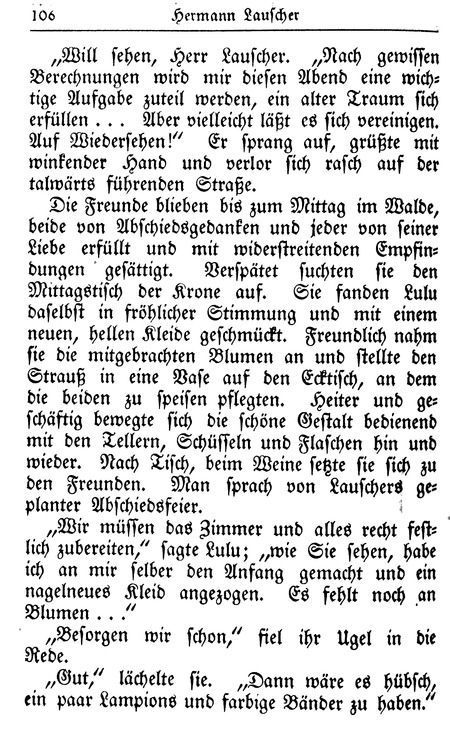 106 Hermann Lauscher
„Will sehen, Herr Lauscher. „Nach gewissen
Berechnungen wird mir diesen Abend eine wich-
tige Aufgabe zuteil werden, ein alter Traum sich
erfüllen . . . Aber vielleicht läßt es sich vereinigen.
Auf Wiedersehen!“ Er sprang auf, grüßte mit
winkender Hand und verlor sich rasch auf der
talwärts führenden Straße.
Die Freunde blieben bis zum Mittag im Walde,
beide von Abschiedsgedanken und jeder von seiner
Liebe erfüllt und mit widerstreitenden Empfin-
dungen gesättigt. Verspätet suchten sie den
Mittagstisch der Krone auf. Sie fanden Lulu
daselbst in fröhlicher Stimmung und mit einem
neuen, hellen Kleide geschmückt. Freundlich nahm
sie die mitgebrachten Blumen an und stellte den
Strauß in eine Vase auf den Ecktisch, an dem
die beiden zu speisen pflegten. Heiter und ge-
schäftig bewegte sich die schöne Gestalt bedienend
mit den Tellern, Schüsseln und Flaschen hin und
wieder. Nach Tisch, beim Weine setzte sie sich zu
den Freunden. Man sprach von Lauschers ge-
planter Abschiedsfeier.
„Wir müssen das Zimmer und alles recht fest-
lich zubereiten,“ sagte Lulu; „wie Sie sehen, habe
ich an mir selber den Anfang gemacht und ein
nagelneues Kleid angezogen. Es fehlt noch an
Blumen . . .“
„Besorgen wir schon,“ fiel ihr Ugel in die
Rede.
„Gut,“ lächelte sie. „Dann wäre es hübsch,
ein paar Lampions und farbige Bänder zu haben.“